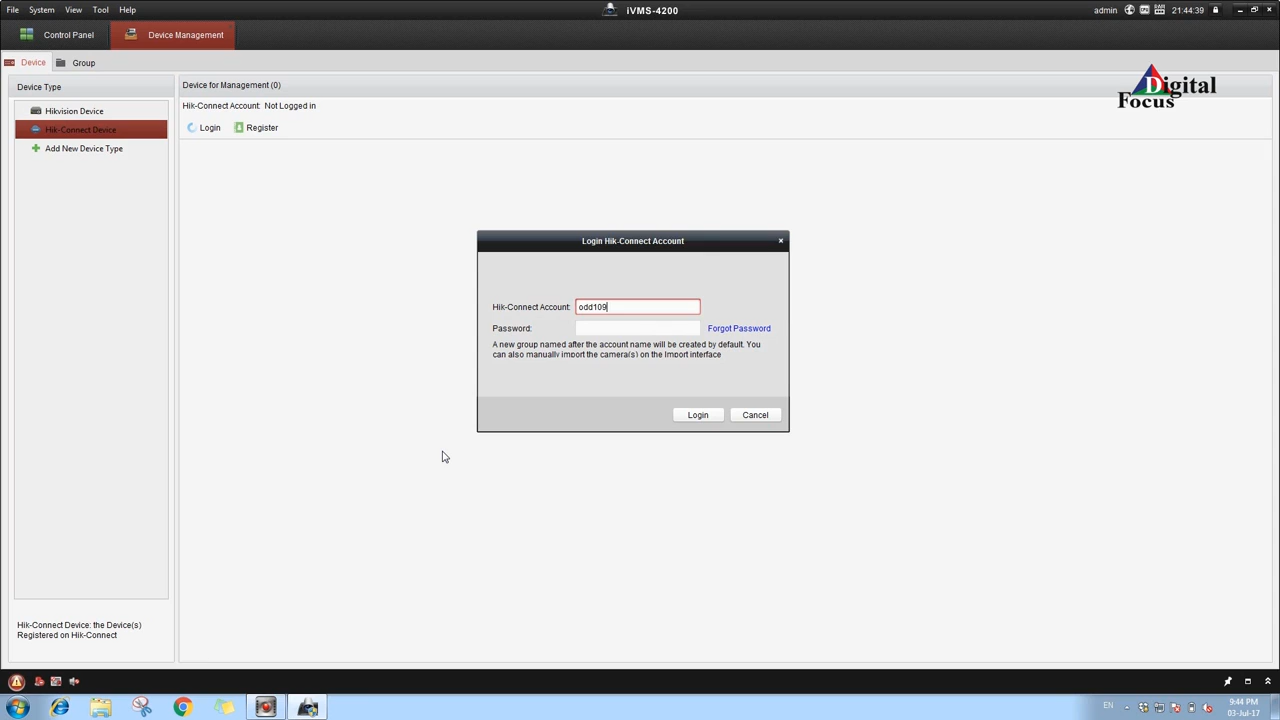 File System View Tool Help
iVMS-4200
admin 21:44:39
Control Panel
Device Management
Device
Group
Device Type
Hikvision Device
Hik-Connect Device
Add New Device Type
Hik-Connect Device: the Device(s)
Registered on Hik-Connect
Device for Management (0)
Hik-Connect Account: Not Logged in
Login Register
Digital
Focus
Login Hik-Connect Account
Hik-Connect Account: odd109
Password: Forgot Password
A new group named after the account name will be created by default. You
can also manually import the camera(s) on the Import interface
Login Cancel
EN
9:44 PM
03-Jul-17